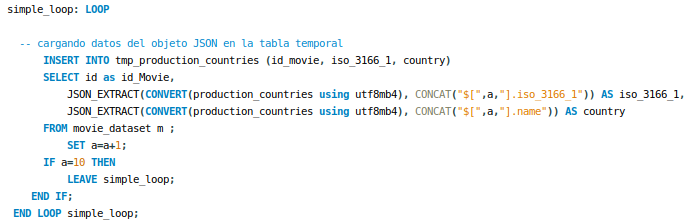 simple_loop: LOOP
-- cargando datos del objeto JSON en la tabla temporal
INSERT INTO tmp_production_countries (id_movie, iso_3166_1, country)
SELECT id as id_Movie,
JSON_EXTRACT(CONVERT(production_countries using utf8mb4), CONCAT("$[",a,"].iso_3166_1")) AS iso_3166_1,
JSON_EXTRACT(CONVERT(production_countries using utf8mb4), CONCAT("$[",a,"].name")) AS country
FROM movie_dataset m ;
SET a=a+1;
IF a=10 THEN
LEAVE simple_loop;
END IF;
END LOOP simple_loop;